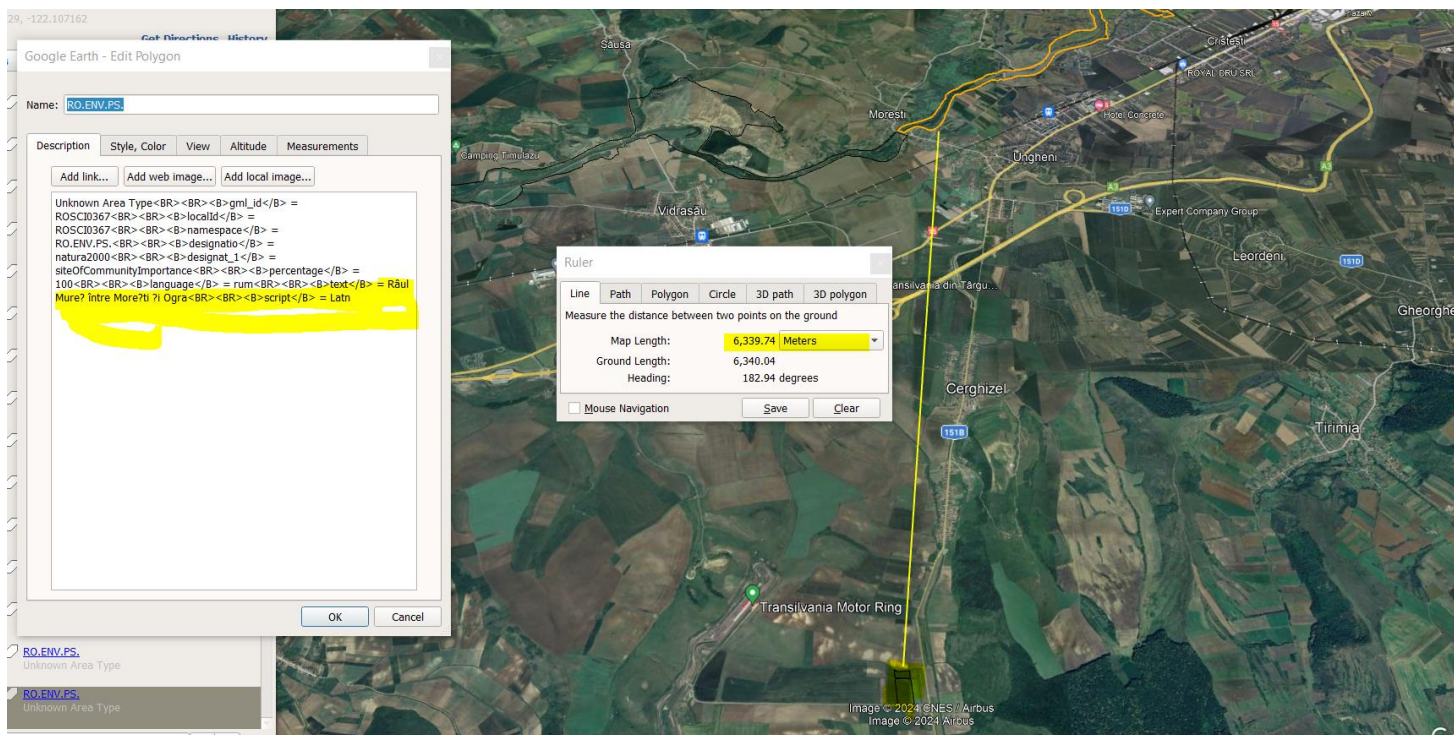 29, -122.107162
Get Directions History
Google Earth - Edit Polygon
Name: RO.ENV.PS.
Description Style, Color View Altitude Measurements
Add link... Add web image... Add local image...
Unknown Area Type<BR><BR><B>gml_id</B> =
ROSCI0367<BR><BR><B>localId</B> =
ROSCI0367<BR><BR><B>namespace</B> =
RO.ENV.PS.<BR><BR><B>designatio</B> =
natura2000<BR><BR><B>designat_1</B> =
siteOfCommunityImportance<BR><BR><B>percentage</B> =
100<BR><BR><B>language</B> = rum<BR><BR><B>text</B> = Râul
Mure? între More?ti ?i Ogra<BR><BR><B>script</B> = Latn
OK Cancel
RO.ENV.PS.
Unknown Area Type
RO.ENV.PS.
Unknown Area Type
Ruler
Line Path Polygon Circle 3D path 3D polygon
Measure the distance between two points on the ground
Map Length: 6,339.74 Meters
Ground Length: 6,340.04
Heading: 182.94 degrees
Mouse Navigation Save Clear
Săușa
Cristești
ROYAL DRU SRL
Morești
Hotel Concrete
Camping Timulazu
Ungheni
A3
A3
Vidrasău
151D
Expert Company Group
Leordeni
151D
ansilvania din Târgu...
Gheorghe
Cerghizel
151B
Tirimia
Transilvania Motor Ring
Image © 2024 CNES / Airbus
Image © 2024 Airbus